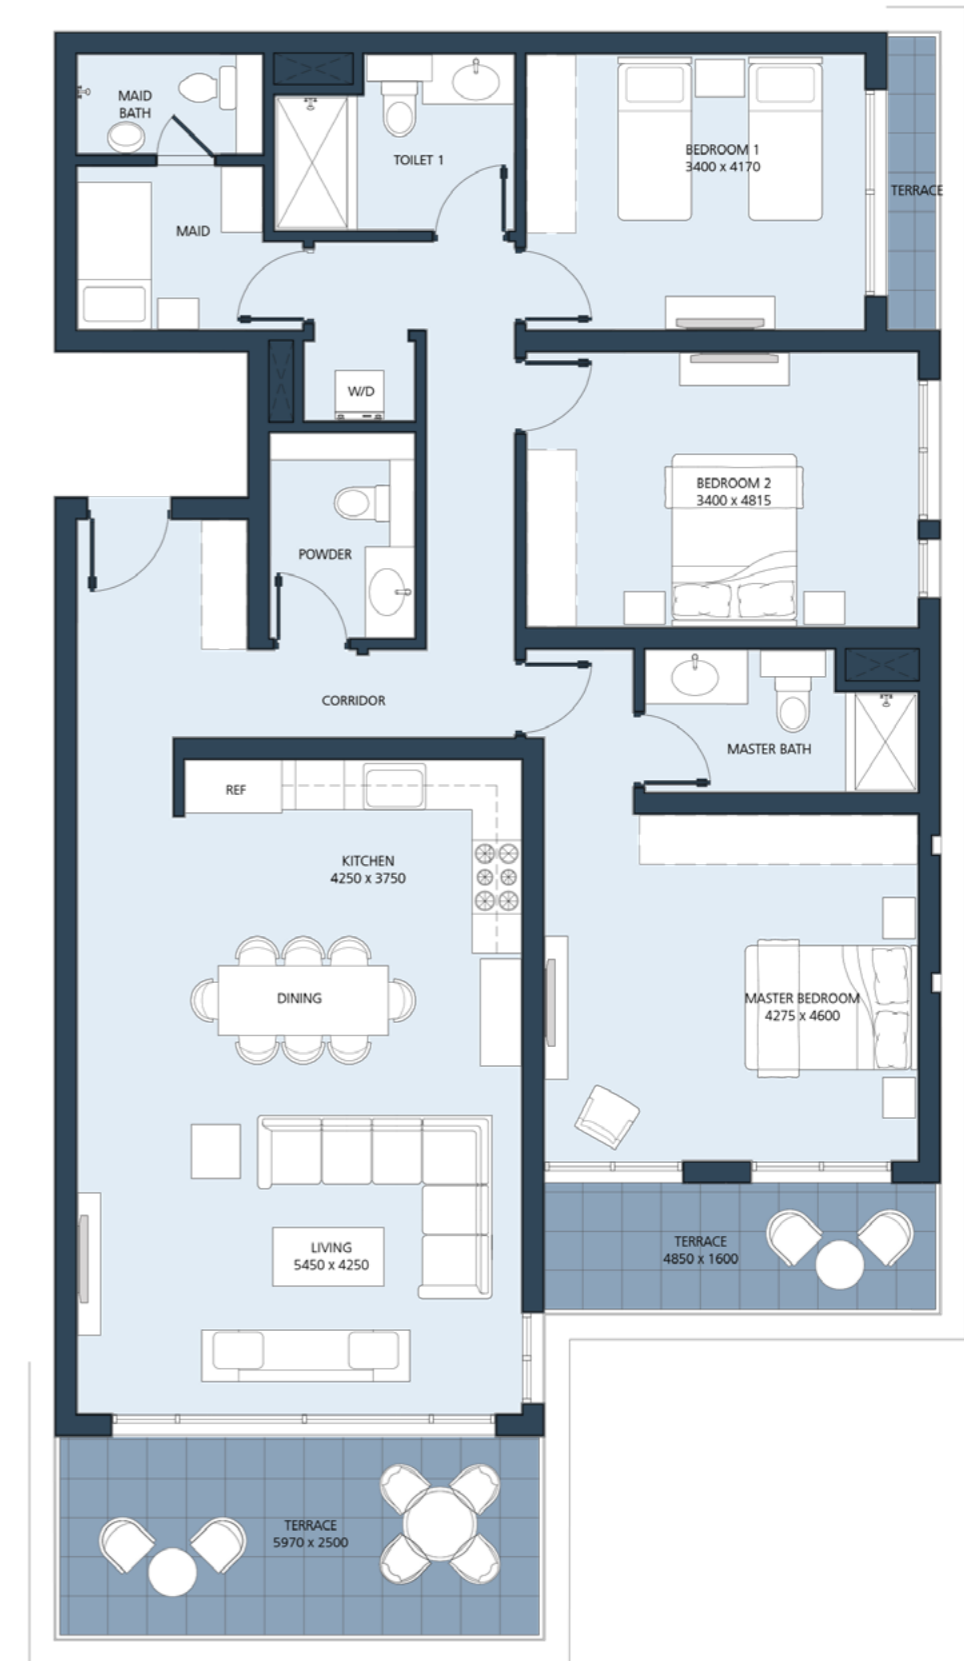 MAID
BATH
TOILET 1
BEDROOM 1
3400 x 4170
TERRACE
MAID
W/D
BEDROOM 2
3400 x 4815
POWDER
CORRIDOR
MASTER BATH
REF
KITCHEN
4250 x 3750
DINING
MASTER BEDROOM
4275 x 4600
LIVING
5450 x 4250
TERRACE
4850 x 1600
TERRACE
5970 x 2500